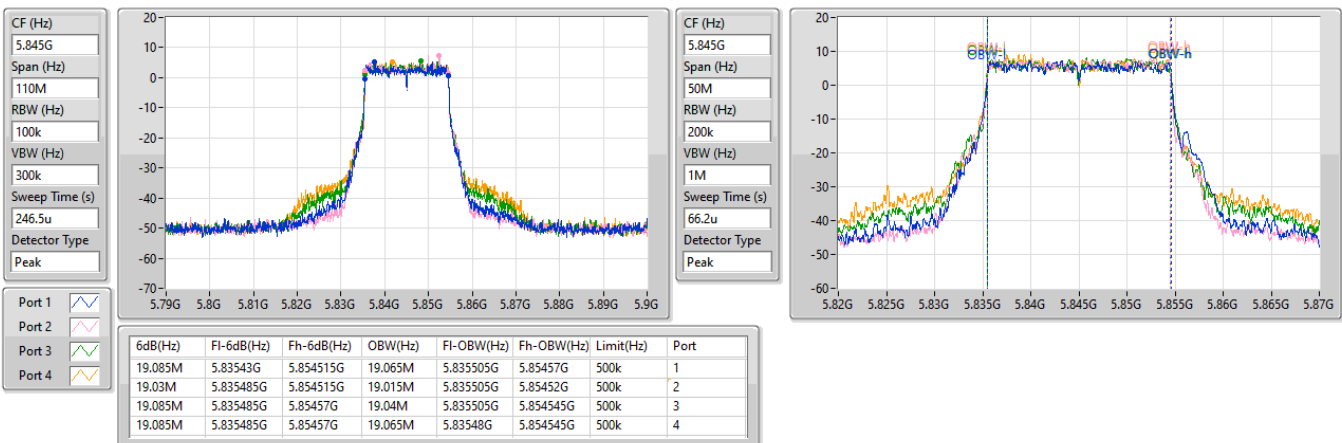 CF (Hz)
5.845G
Span (Hz)
110M
RBW (Hz)
100k
VBW (Hz)
300k
Sweep Time (s)
246.5u
Detector Type
Peak
20
10
0
-10
-20
-30
-40
-50
-60
-70
5.79G 5.8G 5.81G 5.82G 5.83G 5.84G 5.85G 5.86G 5.87G 5.88G 5.89G 5.9G
CF (Hz)
5.845G
Span (Hz)
50M
RBW (Hz)
200k
VBW (Hz)
1M
Sweep Time (s)
66.2u
Detector Type
Peak
20
10
0
-10
-20
-30
-40
-50
-60
OBW-l OBW-h
5.82G 5.825G 5.83G 5.835G 5.84G 5.845G 5.85G 5.855G 5.86G 5.865G 5.87G
Port 1
Port 2
Port 3
Port 4
6dB(Hz) Fl-6dB(Hz) Fh-6dB(Hz) OBW(Hz) Fl-OBW(Hz) Fh-OBW(Hz) Limit(Hz) Port
19.085M 5.83543G 5.854515G 19.065M 5.835505G 5.85457G 500k 1
19.03M 5.835485G 5.854515G 19.015M 5.835505G 5.85452G 500k 2
19.085M 5.835485G 5.85457G 19.04M 5.835505G 5.854545G 500k 3
19.085M 5.835485G 5.85457G 19.065M 5.83548G 5.854545G 500k 4